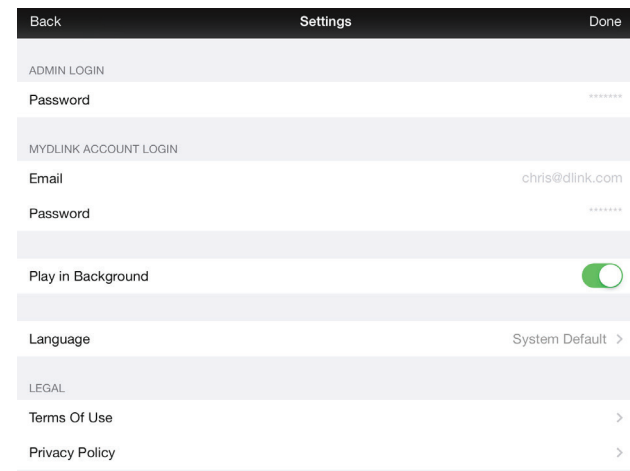 Back Settings Done
ADMIN LOGIN
Password *******
MYDLINK ACCOUNT LOGIN
Email chris@dlink.com
Password *******
Play in Background
Language System Default >
LEGAL
Terms Of Use >
Privacy Policy >